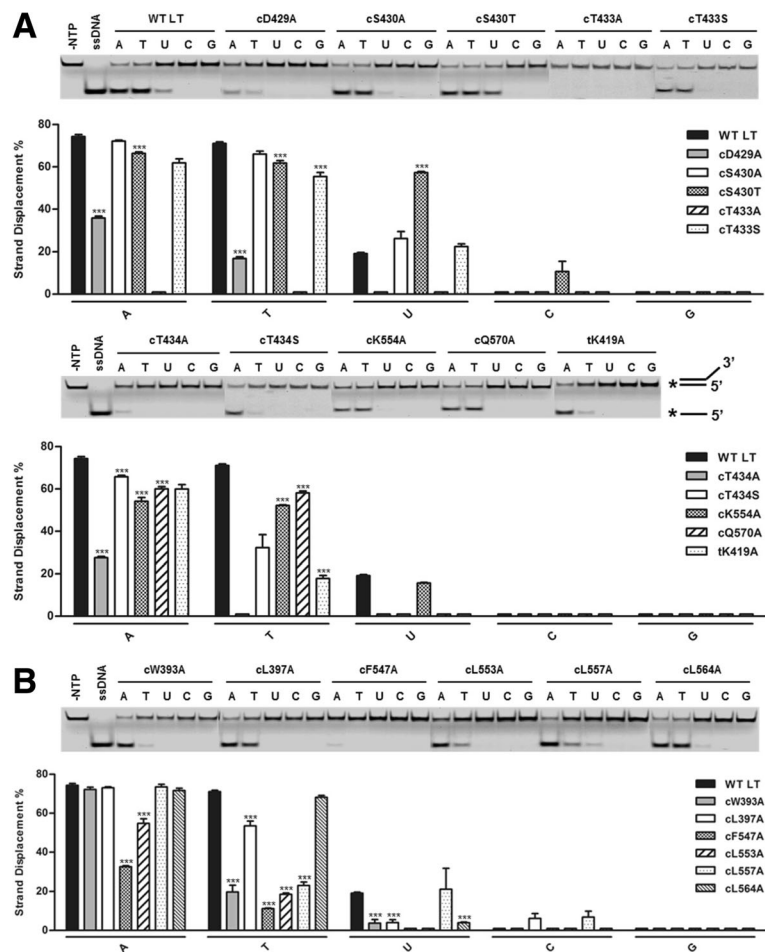 A
-NTP ssDNA WT LT cD429A cS430A cS430T cT433A cT433S
A T U C G A T U C G A T U C G A T U C G A T U C G A T U C G
Strand Displacement %
80
60
40
20
0
*** *** *** *** *** *** ***
A T U C G
WT LT
cD429A
cS430A
cS430T
cT433A
cT433S
-NTP ssDNA cT434A cT434S cK554A cQ570A tK419A
A T U C G A T U C G A T U C G A T U C G A T U C G
3'
* 5'
* 5'
Strand Displacement %
80
60
40
20
0
*** *** *** *** *** *** ***
A T U C G
WT LT
cT434A
cT434S
cK554A
cQ570A
tK419A
B
-NTP ssDNA cW393A cL397A cF547A cL553A cL557A cL564A
A T U C G A T U C G A T U C G A T U C G A T U C G A T U C G
Strand Displacement %
80
60
40
20
0
*** *** *** *** *** *** *** *** *** ***
A T U C G
WT LT
cW393A
cL397A
cF547A
cL553A
cL557A
cL564A